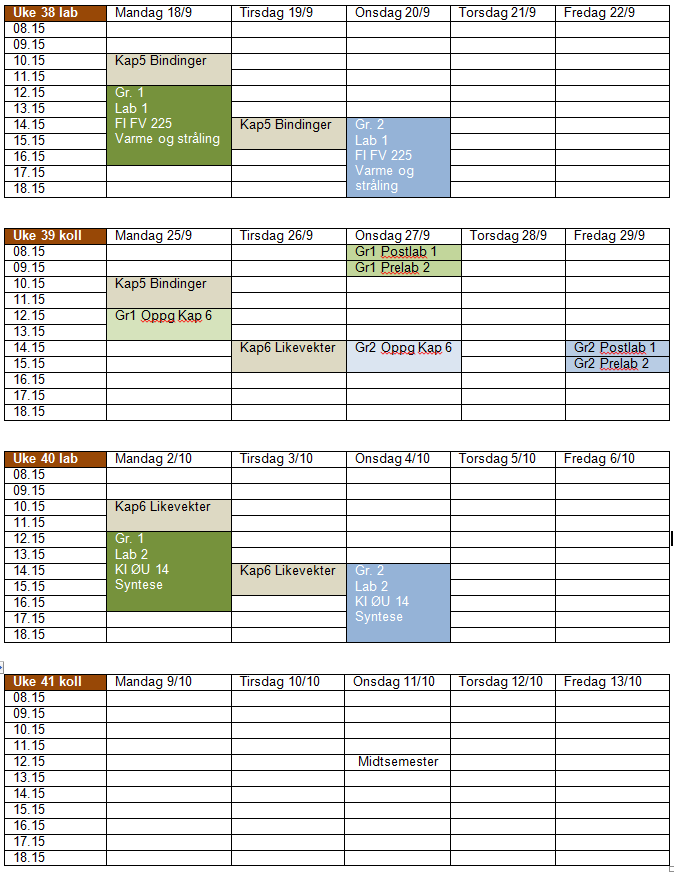 Uke 38 lab Mandag 18/9 Tirsdag 19/9 Onsdag 20/9 Torsdag 21/9 Fredag 22/9
08.15
09.15
10.15 Kap5 Bindinger
11.15
12.15 Gr. 1
13.15 Lab 1
14.15 FI FV 225 Kap5 Bindinger Gr. 2
15.15 Varme og stråling Lab 1
16.15 FI FV 225
17.15 Varme og
18.15 stråling
Uke 39 koll Mandag 25/9 Tirsdag 26/9 Onsdag 27/9 Torsdag 28/9 Fredag 29/9
08.15 Gr1 Postlab 1
09.15 Gr1 Prelab 2
10.15 Kap5 Bindinger
11.15
12.15 Gr1 Oppg Kap 6
13.15
14.15 Kap6 Likevekter Gr2 Oppg Kap 6 Gr2 Postlab 1
15.15 Gr2 Prelab 2
16.15
17.15
18.15
Uke 40 lab Mandag 2/10 Tirsdag 3/10 Onsdag 4/10 Torsdag 5/10 Fredag 6/10
08.15
09.15
10.15 Kap6 Likevekter
11.15
12.15 Gr. 1
13.15 Lab 2
14.15 KI ØU 14 Kap6 Likevekter Gr. 2
15.15 Syntese Lab 2
16.15 KI ØU 14
17.15 Syntese
18.15
Uke 41 koll Mandag 9/10 Tirsdag 10/10 Onsdag 11/10 Torsdag 12/10 Fredag 13/10
08.15
09.15
10.15
11.15
12.15 Midtsemester
13.15
14.15
15.15
16.15
17.15
18.15